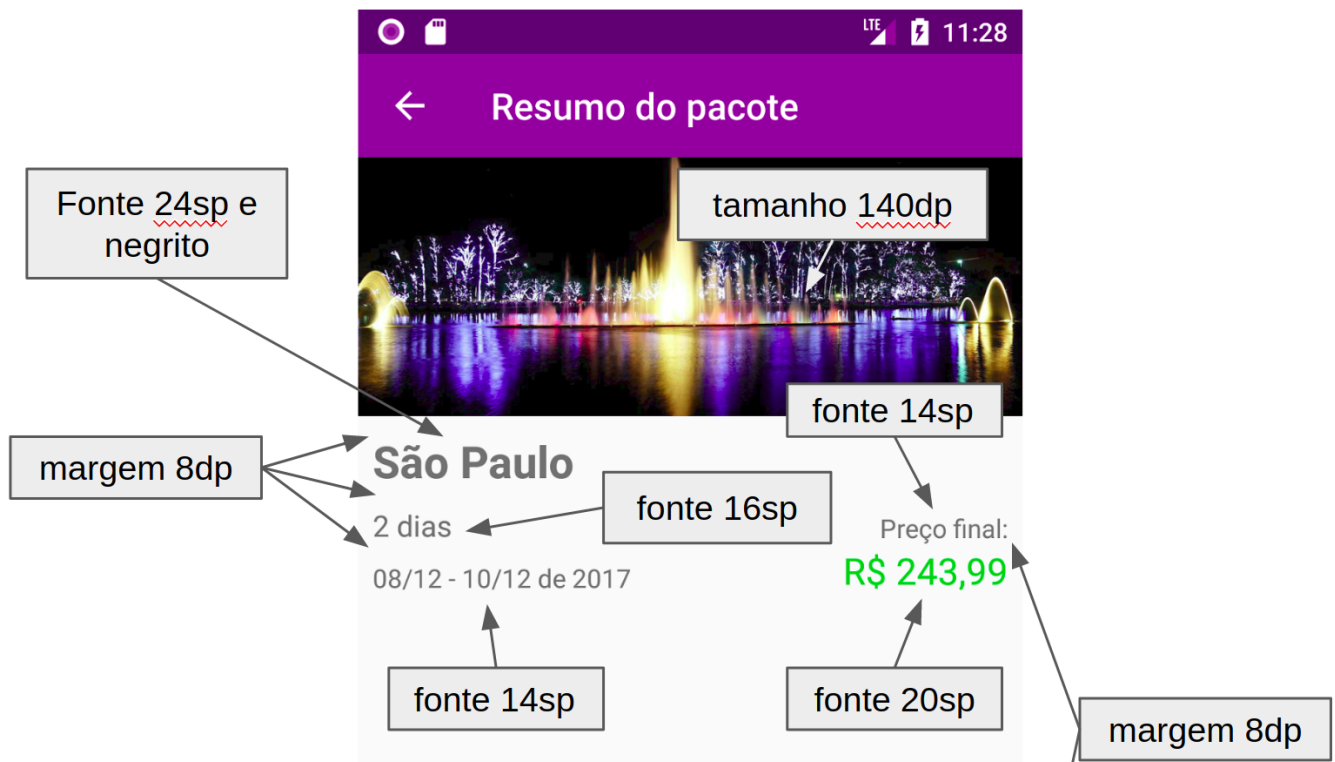 LTE 11:28
Resumo do pacote
Fonte 24sp e
negrito
tamanho 140dp
fonte 14sp
margem 8dp
São Paulo
fonte 16sp
2 dias
Preço final:
08/12 - 10/12 de 2017
R$ 243,99
fonte 14sp
fonte 20sp
margem 8dp